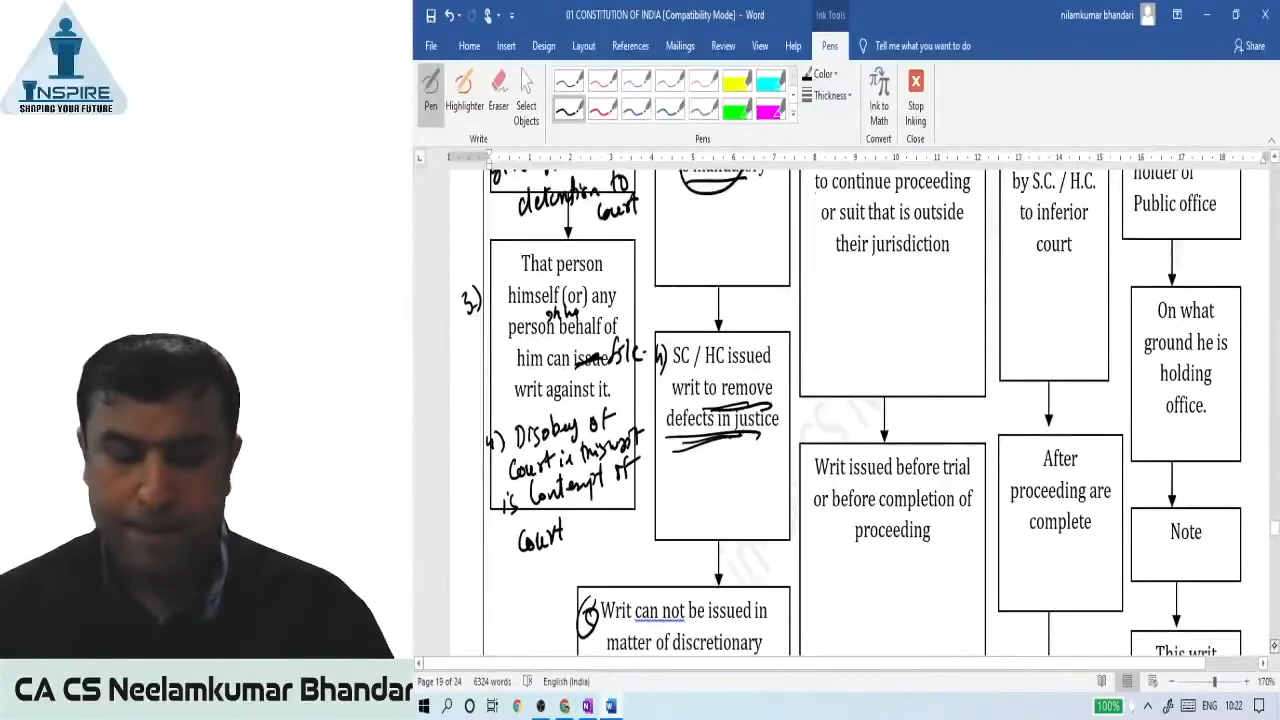 INSPIRE
SHAPING YOUR FUTURE
01 CONSTITUTION OF INDIA [Compatibility Mode] - Word
Ink Tools
nilamkumar bhandari
File Home Insert Design Layout References Mailings Review View Help Pens Tell me what you want to do
Share
Pen
Highlighter
Eraser
Select
Objects
Color
Thickness
Ink to
Math
Stop
Inking
Write
Pens
Convert
Close
detention to
court
3)
That person
himself (or) any
person behalf of
him can issue
writ against it.
4) Disobey of
Court in this writ
is Contempt of
Court
mandatory
SC / HC issued
writ to remove
defects in justice
Writ can not be issued in
matter of discretionary
to continue proceeding
or suit that is outside
their jurisdiction
Writ issued before trial
or before completion of
proceeding
by S.C. / H.C.
to inferior
court
After
proceeding are
complete
holder of
Public office
On what
ground he is
holding
office.
Note
This writ
Page 19 of 24 6324 words English (India)
170%
100%
ENG
10:22
CA CS Neelamkumar Bhandar